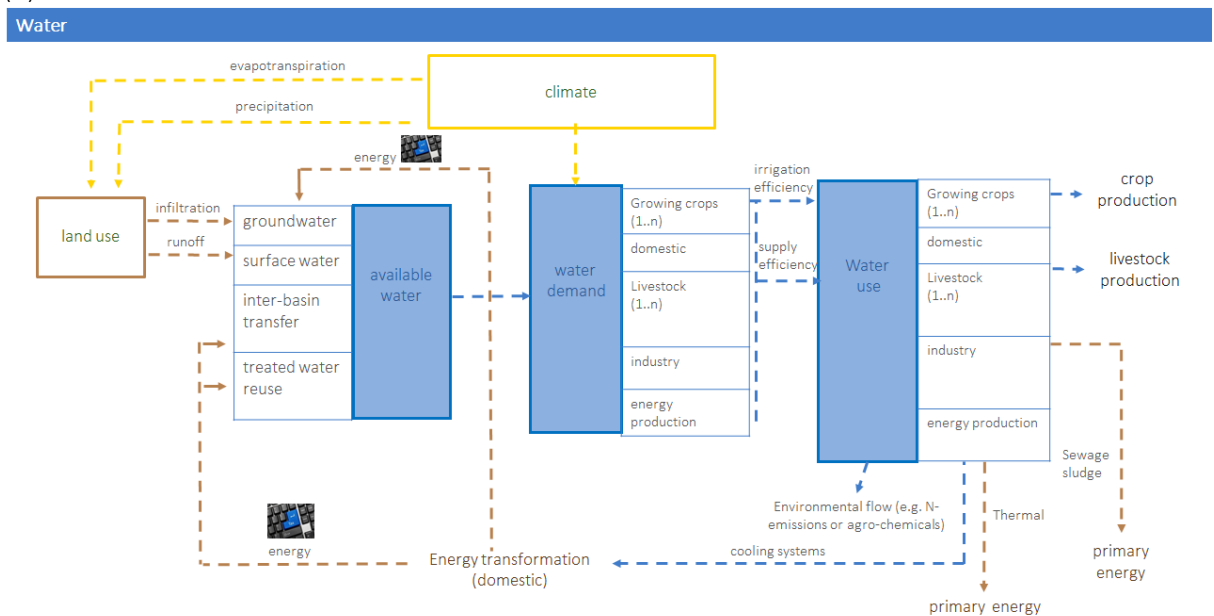 Water
evapotranspiration
climate
precipitation
energy
irrigation
efficiency
infiltration
land use
runoff
groundwater
surface water
inter-basin
transfer
treated water
reuse
available
water
water
demand
Growing crops
(1..n)
domestic
Livestock
(1..n)
industry
energy
production
supply
efficiency
Water
use
Growing crops
(1..n)
domestic
Livestock
(1..n)
industry
energy production
crop
production
livestock
production
Sewage
sludge
Environmental flow (e.g. N-
emissions or agro-chemicals)
Thermal
cooling systems
energy
Energy transformation
(domestic)
primary
energy
primary energy